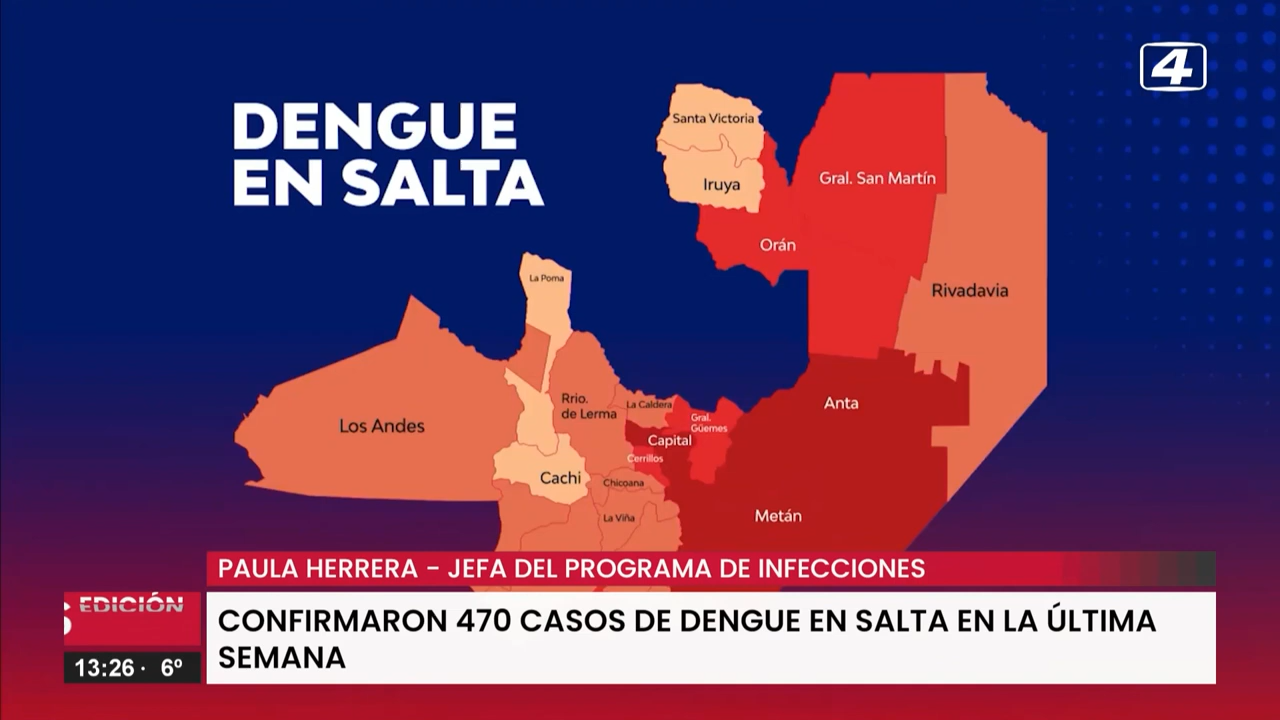 4
DENGUE
EN SALTA
Santa Victoria
Iruya
Gral. San Martín
Orán
La Poma
Rivadavia
Rrio.
de Lerma
La Caldera
Anta
Los Andes
Gral.
Güemes
Capital
Cerrillos
Cachi
Chicoana
La Viña
Metán
PAULA HERRERA - JEFA DEL PROGRAMA DE INFECCIONES
EDICIÓN
CONFIRMARON 470 CASOS DE DENGUE EN SALTA EN LA ÚLTIMA
SEMANA
13:26 · 6º